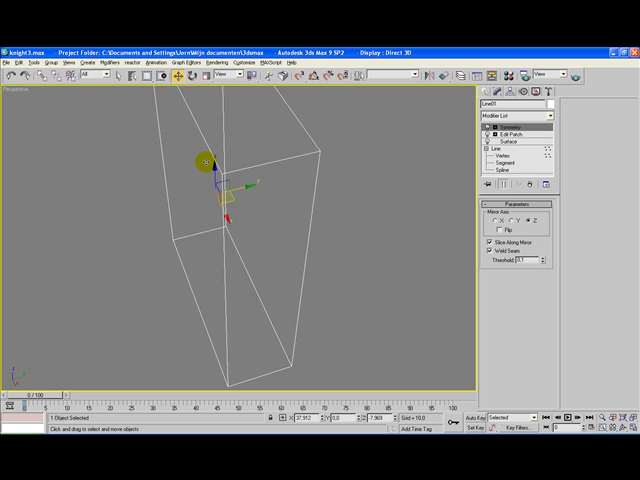 knight3.max - Project Folder: C:\Documents and Settings\Jorn\Mijn documenten\3dsmax - Autodesk 3ds Max 9 SP2 - Display : Direct 3D
File Edit Tools Group Views Create Modifiers reactor Animation Graph Editors Rendering Customize MAXScript Help
All View View
Perspective
Line01
Modifier List
Symmetry
Edit Patch
Surface
Line
Vertex
Segment
Spline
Parameters
Mirror Axis:
X Y Z
Flip
Slice Along Mirror
Weld Seam
Threshold: 0,1
0 / 100
0 5 10 15 20 25 30 35 40 45 50 55 60 65 70 75 80 85 90 95 100
1 Object Selected X: 37,912 Y: 0,0 Z: -7,969 Grid = 10,0 Auto Key Selected
Click and drag to select and move objects Add Time Tag Set Key Key Filters... 0